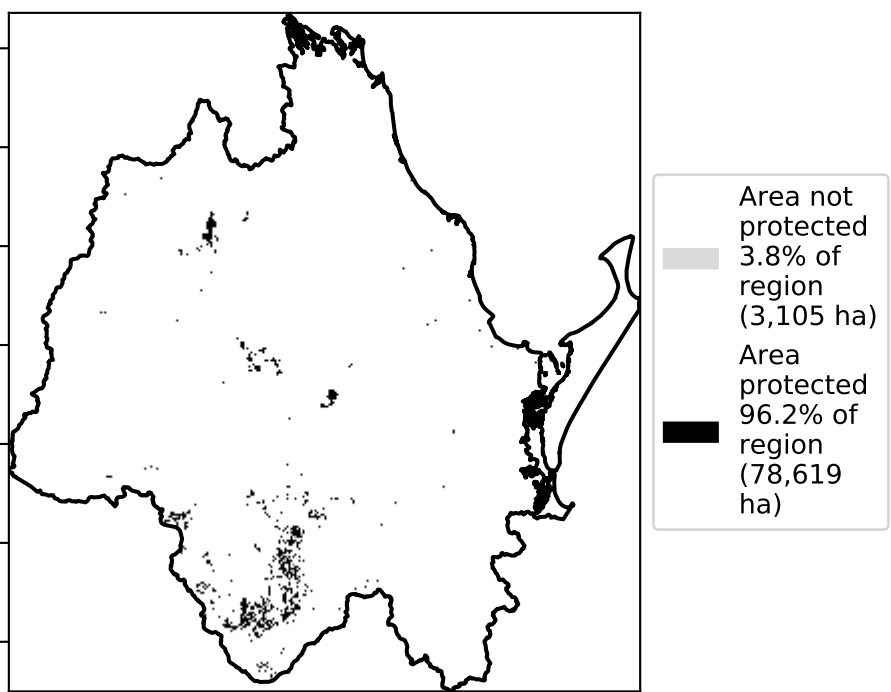 Area not
protected
3.8% of
region
(3,105 ha)
Area
protected
96.2% of
region
(78,619
ha)